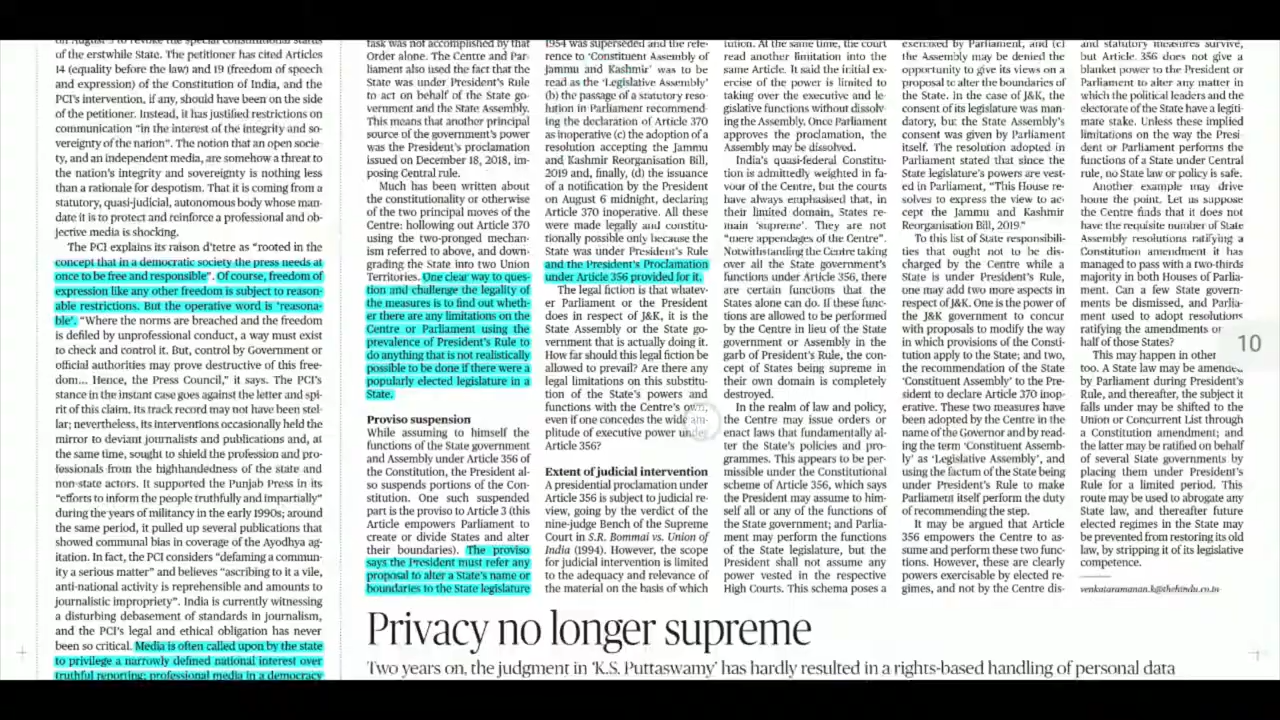 on August 5 to revoke the special constitutional status
of the erstwhile State. The petitioner has cited Articles
14 (equality before the law) and 19 (freedom of speech
and expression) of the Constitution of India, and the
PCI's intervention, if any, should have been on the side
of the petitioner. Instead, it has justified restrictions on
communication “in the interest of the integrity and so-
vereignty of the nation”. The notion that an open socie-
ty, and an independent media, are somehow a threat to
the nation's integrity and sovereignty is nothing less
than a rationale for despotism. That it is coming from a
statutory, quasi-judicial, autonomous body whose man-
date it is to protect and reinforce a professional and ob-
jective media is shocking.
The PCI explains its raison d'etre as “rooted in the
concept that in a democratic society the press needs at
once to be free and responsible”. Of course, freedom of
expression like any other freedom is subject to reason-
able restrictions. But the operative word is ‘reasona-
ble’. “Where the norms are breached and the freedom
is defiled by unprofessional conduct, a way must exist
to check and control it. But, control by Government or
official authorities may prove destructive of this free-
dom... Hence, the Press Council,” it says. The PCI's
stance in the instant case goes against the letter and spi-
rit of this claim. Its track record may not have been stel-
lar; nevertheless, its interventions occasionally held the
mirror to deviant journalists and publications and, at
the same time, sought to shield the profession and pro-
fessionals from the highhandedness of the state and
non-state actors. It supported the Punjab Press in its
“efforts to inform the people truthfully and impartially”
during the years of militancy in the early 1990s; around
the same period, it pulled up several publications that
showed communal bias in coverage of the Ayodhya ag-
itation. In fact, the PCI considers “defaming a commun-
ity a serious matter” and believes “ascribing to it a vile,
anti-national activity is reprehensible and amounts to
journalistic impropriety”. India is currently witnessing
a disturbing debasement of standards in journalism,
and the PCI's legal and ethical obligation has never
been so critical. Media is often called upon by the state
to privilege a narrowly defined national interest over
truthful reporting; professional media in a democracy
task was not accomplished by that
Order alone. The Centre and Par-
liament also used the fact that the
State was under President's Rule
to act on behalf of the State go-
vernment and the State Assembly.
This means that another principal
source of the government's power
was the President's proclamation
issued on December 18, 2018, im-
posing Central rule.
Much has been written about
the constitutionality or otherwise
of the two principal moves of the
Centre: hollowing out Article 370
using the two-pronged mechan-
ism referred to above, and down-
grading the State into two Union
Territories. One clear way to ques-
tion and challenge the legality of
the measures is to find out wheth-
er there are any limitations on the
Centre or Parliament using the
prevalence of President's Rule to
do anything that is not realistically
possible to be done if there were a
popularly elected legislature in a
State.
Proviso suspension
While assuming to himself the
functions of the State government
and Assembly under Article 356 of
the Constitution, the President al-
so suspends portions of the Con-
stitution. One such suspended
part is the proviso to Article 3 (this
Article empowers Parliament to
create or divide States and alter
their boundaries). The proviso
says the President must refer any
proposal to alter a State's name or
boundaries to the State legislature
1954 was superseded and the refe-
rence to ‘Constituent Assembly of
Jammu and Kashmir’ was to be
read as the ‘Legislative Assembly’
(b) the passage of a statutory reso-
lution in Parliament recommend-
ing the declaration of Article 370
as inoperative (c) the adoption of a
resolution accepting the Jammu
and Kashmir Reorganisation Bill,
2019 and, finally, (d) the issuance
of a notification by the President
on August 6 midnight, declaring
Article 370 inoperative. All these
were made legally and constitu-
tionally possible only because the
State was under President's Rule
and the President's Proclamation
under Article 356 provided for it.
The legal fiction is that whatev-
er Parliament or the President
does in respect of J&K, it is the
State Assembly or the State go-
vernment that is actually doing it.
How far should this legal fiction be
allowed to prevail? Are there any
legal limitations on this substitu-
tion of the State's powers and
functions with the Centre's own,
even if one concedes the wide am-
plitude of executive power under
Article 356?
Extent of judicial intervention
A presidential proclamation under
Article 356 is subject to judicial re-
view, going by the verdict of the
nine-judge Bench of the Supreme
Court in S.R. Bommai vs. Union of
India (1994). However, the scope
for judicial intervention is limited
to the adequacy and relevance of
the material on the basis of which
tution. At the same time, the court
read another limitation into the
same Article. It said the initial ex-
ercise of the power is limited to
taking over the executive and le-
gislative functions without dissolv-
ing the Assembly. Once Parliament
approves the proclamation, the
Assembly may be dissolved.
India's quasi-federal Constitu-
tion is admittedly weighted in fa-
vour of the Centre, but the courts
have always emphasised that, in
their limited domain, States re-
main ‘supreme’. They are not
“mere appendages of the Centre”.
Notwithstanding the Centre taking
over all the State government's
functions under Article 356, there
are certain functions that the
States alone can do. If these func-
tions are allowed to be performed
by the Centre in lieu of the State
government or Assembly in the
garb of President's Rule, the con-
cept of States being supreme in
their own domain is completely
destroyed.
In the realm of law and policy,
the Centre may issue orders or
enact laws that fundamentally al-
ter the State's policies and pro-
grammes. This appears to be per-
missible under the Constitutional
scheme of Article 356, which says
the President may assume to him-
self all or any of the functions of
the State government; and Parlia-
ment may perform the functions
of the State legislature, but the
President shall not assume any
power vested in the respective
High Courts. This schema poses a
exercised by Parliament, and (c)
the Assembly may be denied the
opportunity to give its views on a
proposal to alter the boundaries of
the State. In the case of J&K, the
consent of its legislature was man-
datory, but the State Assembly's
consent was given by Parliament
itself. The resolution adopted in
Parliament stated that since the
State legislature's powers are vest-
ed in Parliament, “This House re-
solves to express the view to ac-
cept the Jammu and Kashmir
Reorganisation Bill, 2019.”
To this list of State responsibili-
ties that ought not to be dis-
charged by the Centre while a
State is under President's Rule,
one may add two more aspects in
respect of J&K. One is the power of
the J&K government to concur
with proposals to modify the way
in which provisions of the Consti-
tution apply to the State; and two,
the recommendation of the State
‘Constituent Assembly’ to the Pre-
sident to declare Article 370 inop-
erative. These two measures have
been adopted by the Centre in the
name of the Governor and by read-
ing the term ‘Constituent Assemb-
ly’ as ‘Legislative Assembly’, and
using the factum of the State being
under President's Rule to make
Parliament itself perform the duty
of recommending the step.
It may be argued that Article
356 empowers the Centre to as-
sume and perform these two func-
tions. However, these are clearly
powers exercisable by elected re-
gimes, and not by the Centre dis-
and statutory measures survive,
but Article. 356 does not give a
blanket power to the President or
Parliament to alter any matter in
which the political leaders and the
electorate of the State have a legiti-
mate stake. Unless these implied
limitations on the way the Presi-
dent or Parliament performs the
functions of a State under Central
rule, no State law or policy is safe.
Another example may drive
home the point. Let us suppose
the Centre finds that it does not
have the requisite number of State
Assembly resolutions ratifying a
Constitution amendment it has
managed to pass with a two-thirds
majority in both Houses of Parlia-
ment. Can a few State govern-
ments be dismissed, and Parlia-
ment used to adopt resolutions
ratifying the amendments
half of those States?
This may happen in other
too. A State law may be amended
by Parliament during President's
Rule, and thereafter, the subject it
falls under may be shifted to the
Union or Concurrent List through
a Constitution amendment; and
the latter may be ratified on behalf
of several State governments by
placing them under President's
Rule for a limited period. This
route may be used to abrogate any
State law, and thereafter future
elected regimes in the State may
be prevented from restoring its old
law, by stripping it of its legislative
competence.
venkataramanan.k@thehindu.co.in
10
Privacy no longer supreme
Two years on, the judgment in ‘K.S. Puttaswamy’ has hardly resulted in a rights-based handling of personal data